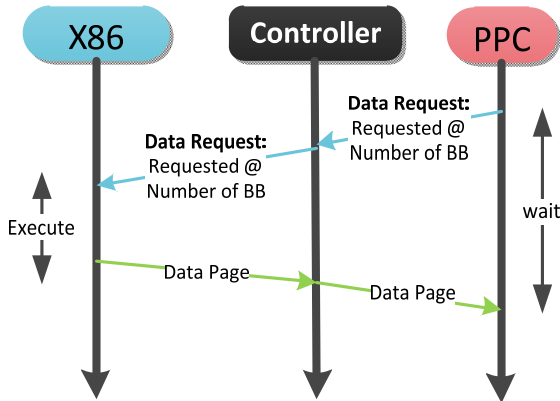 X86
Controller
PPC
Data Request:
Requested @
Number of BB
Data Request:
Requested @
Number of BB
Execute
wait
Data Page
Data Page